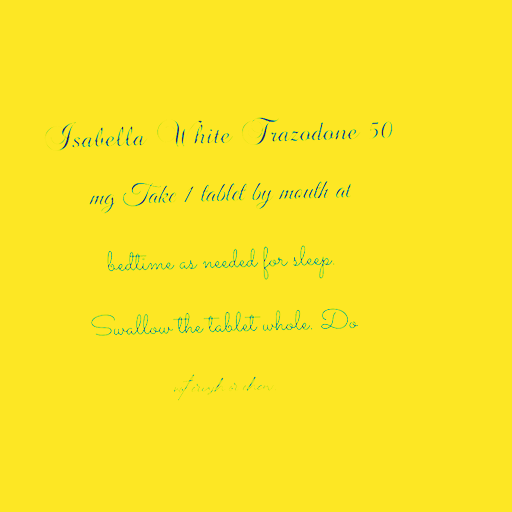 Isabella White Trazodone 50
mg Take 1 tablet by mouth at
bedtime as needed for sleep.
Swallow the tablet whole. Do